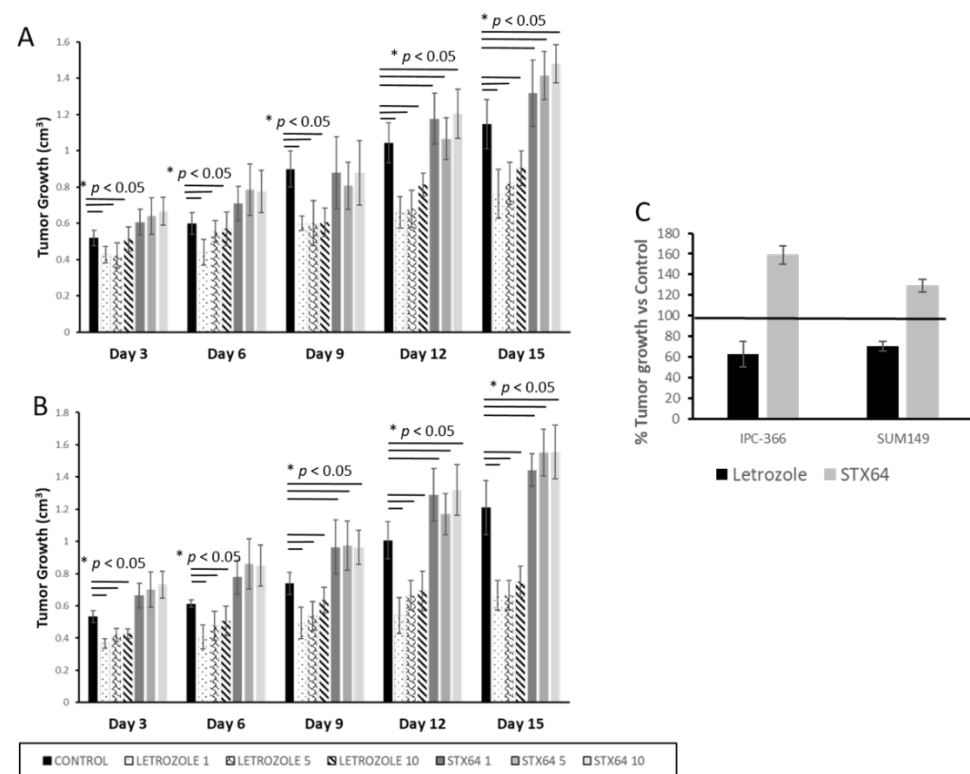 A
* p < 0.05
* p < 0.05
* p < 0.05
* p < 0.05
* p < 0.05
Tumor Growth (cm³)
1.6
1.4
1.2
1
0.8
0.6
0.4
0.2
0
Day 3 Day 6 Day 9 Day 12 Day 15
B
* p < 0.05
* p < 0.05
* p < 0.05
* p < 0.05
* p < 0.05
Tumor Growth (cm³)
1.8
1.6
1.4
1.2
1
0.8
0.6
0.4
0.2
0
Day 3 Day 6 Day 9 Day 12 Day 15
CONTROL LETROZOLE 1 LETROZOLE 5 LETROZOLE 10 STX64 1 STX64 5 STX64 10
C
% Tumor growth vs Control
180
160
140
120
100
80
60
40
20
0
IPC-366 SUM149
Letrozole STX64